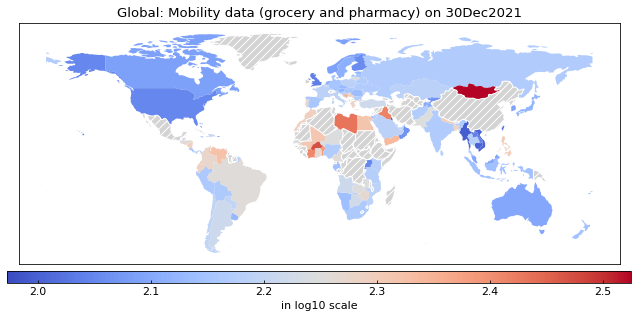 Global: Mobility data (grocery and pharmacy) on 30Dec2021
2.0 2.1 2.2 2.3 2.4 2.5
in log10 scale